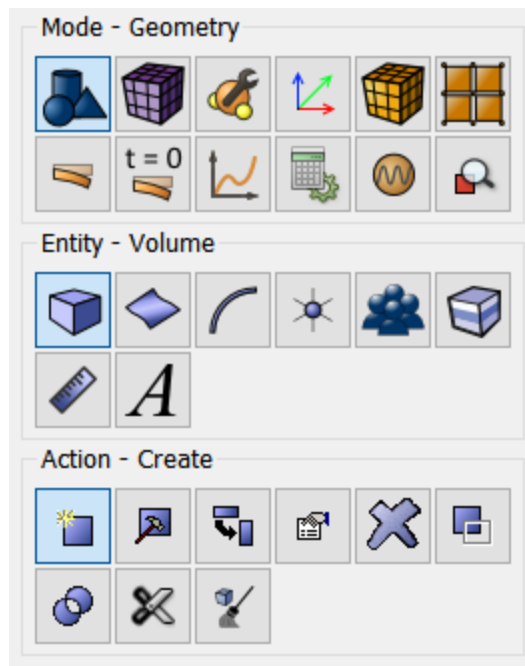 Mode - Geometry
t = 0
Entity - Volume
A
Action - Create